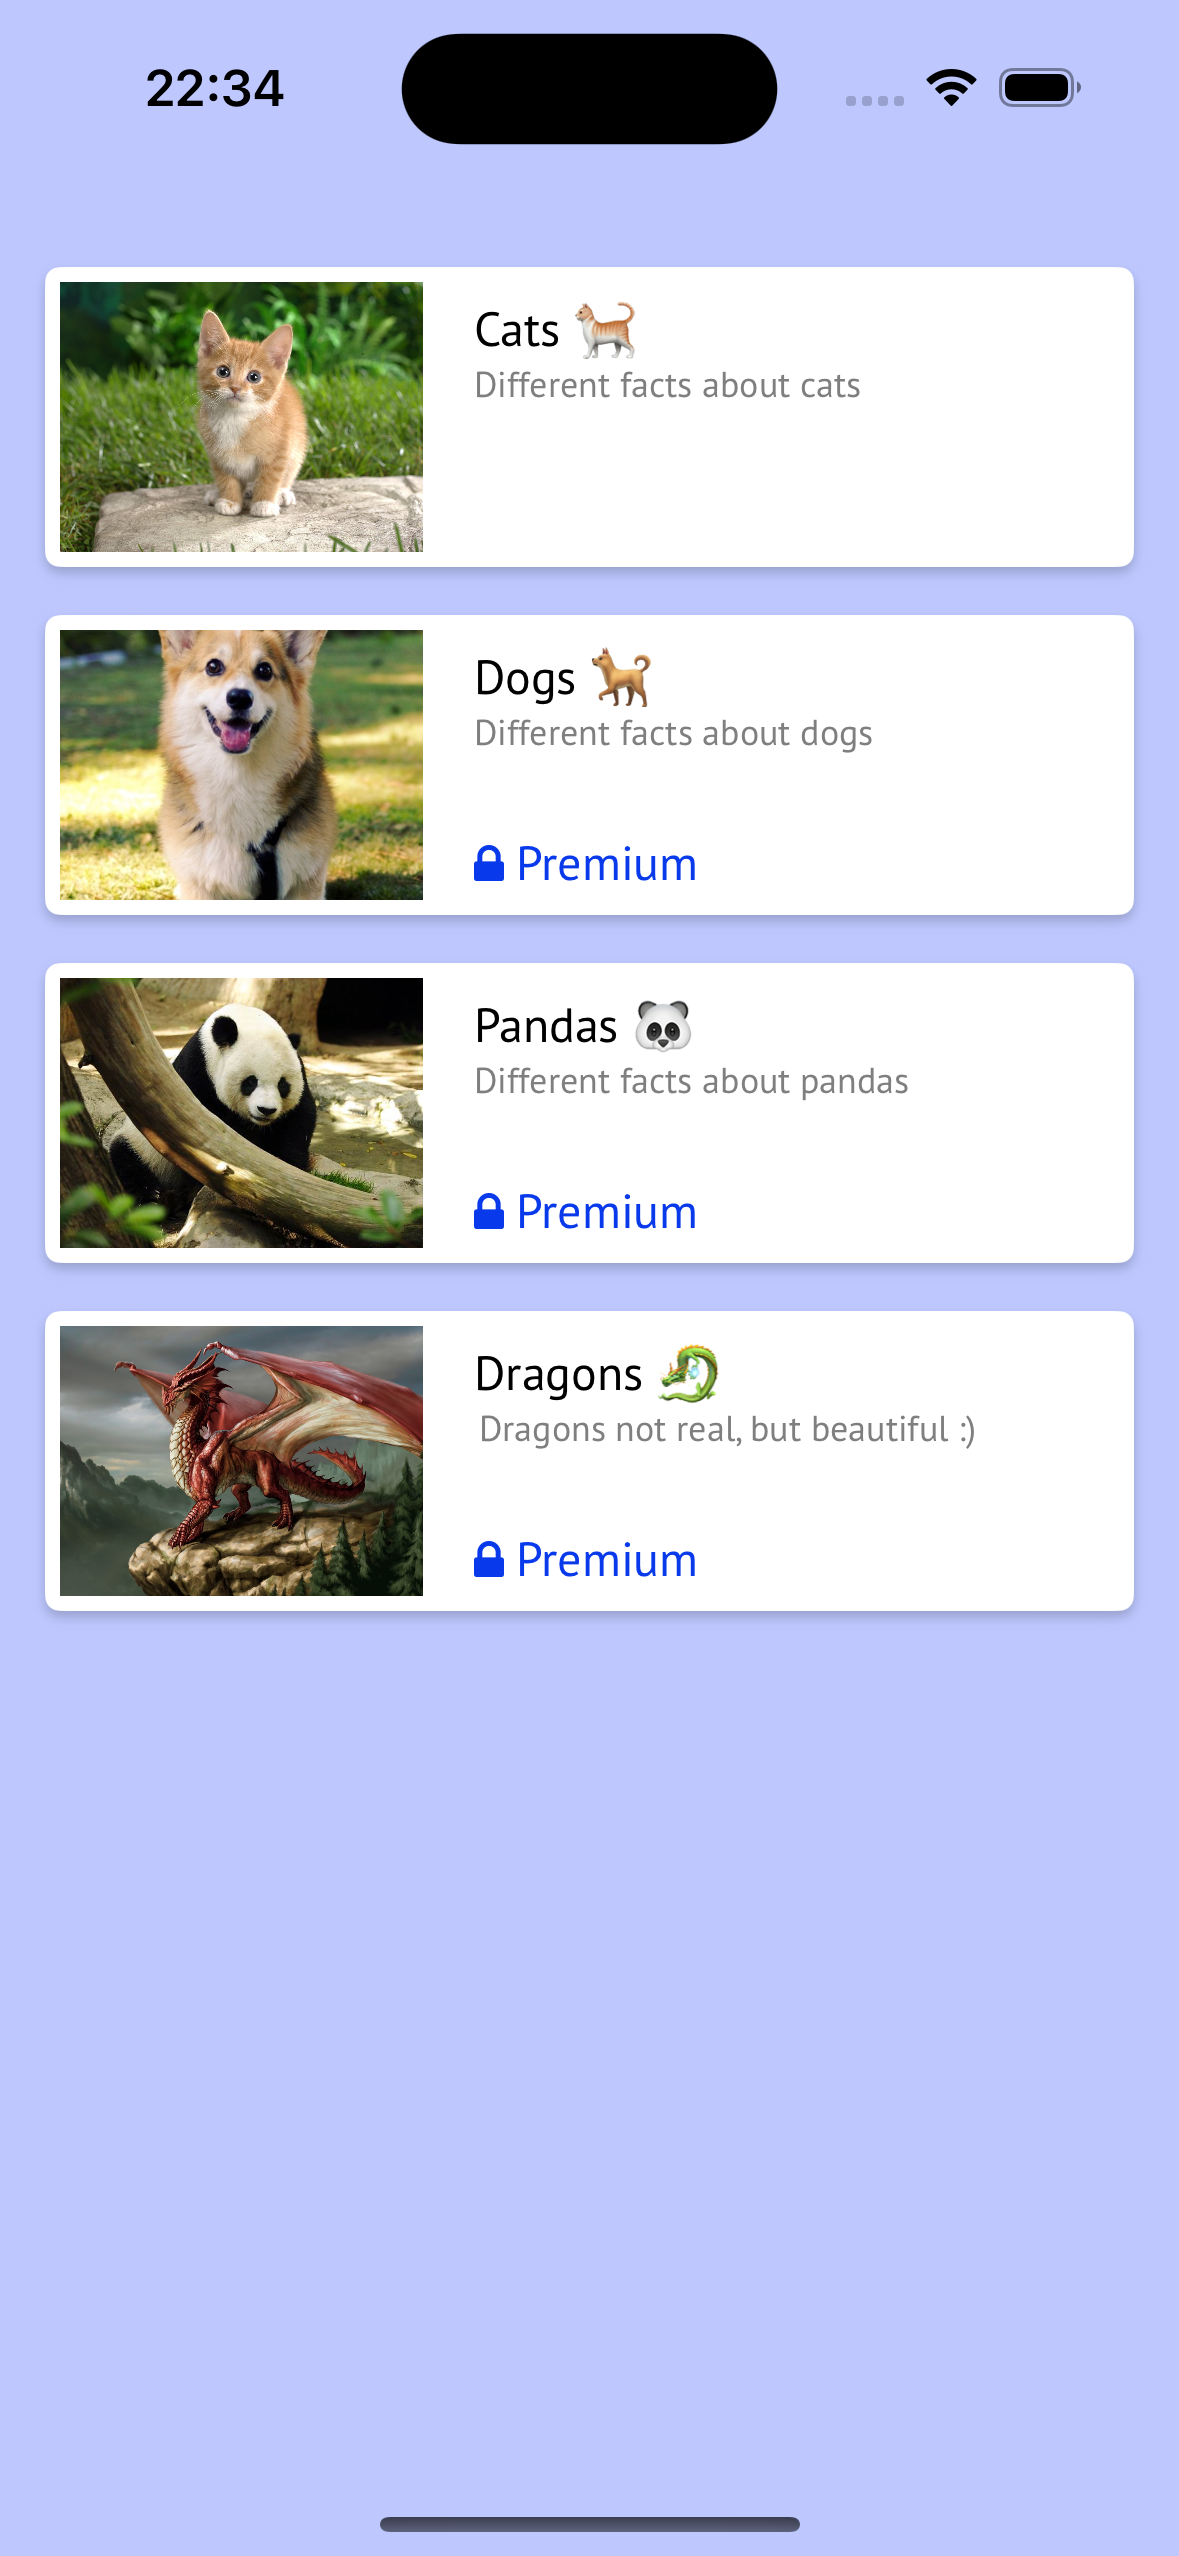 22:34
Cats 🐈
Different facts about cats
Dogs 🐕
Different facts about dogs
🔒 Premium
Pandas 🐼
Different facts about pandas
🔒 Premium
Dragons 🐉
Dragons not real, but beautiful :)
🔒 Premium